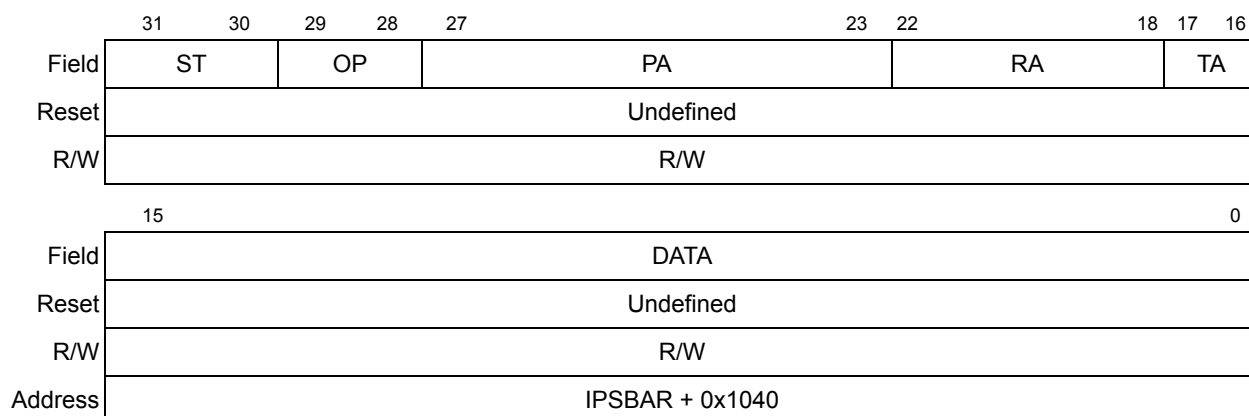 31 30 29 28 27 23 22 18 17 16
Field ST OP PA RA TA
Reset Undefined
R/W R/W
15 0
Field DATA
Reset Undefined
R/W R/W
Address IPSBAR + 0x1040